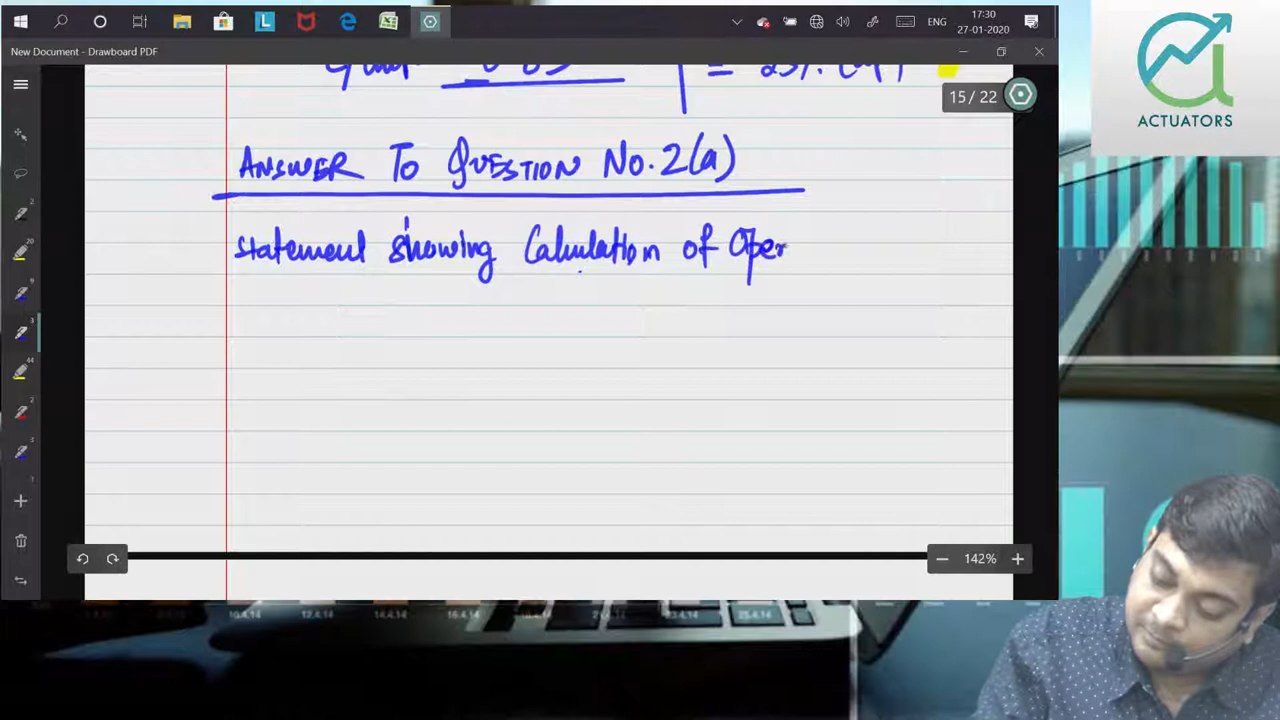 ENG
17:30
27-01-2020
New Document - Drawboard PDF
15 / 22
ACTUATORS
ANSWER TO QUESTION NO. 2(a)
Statement showing Calculation of Oper
142%